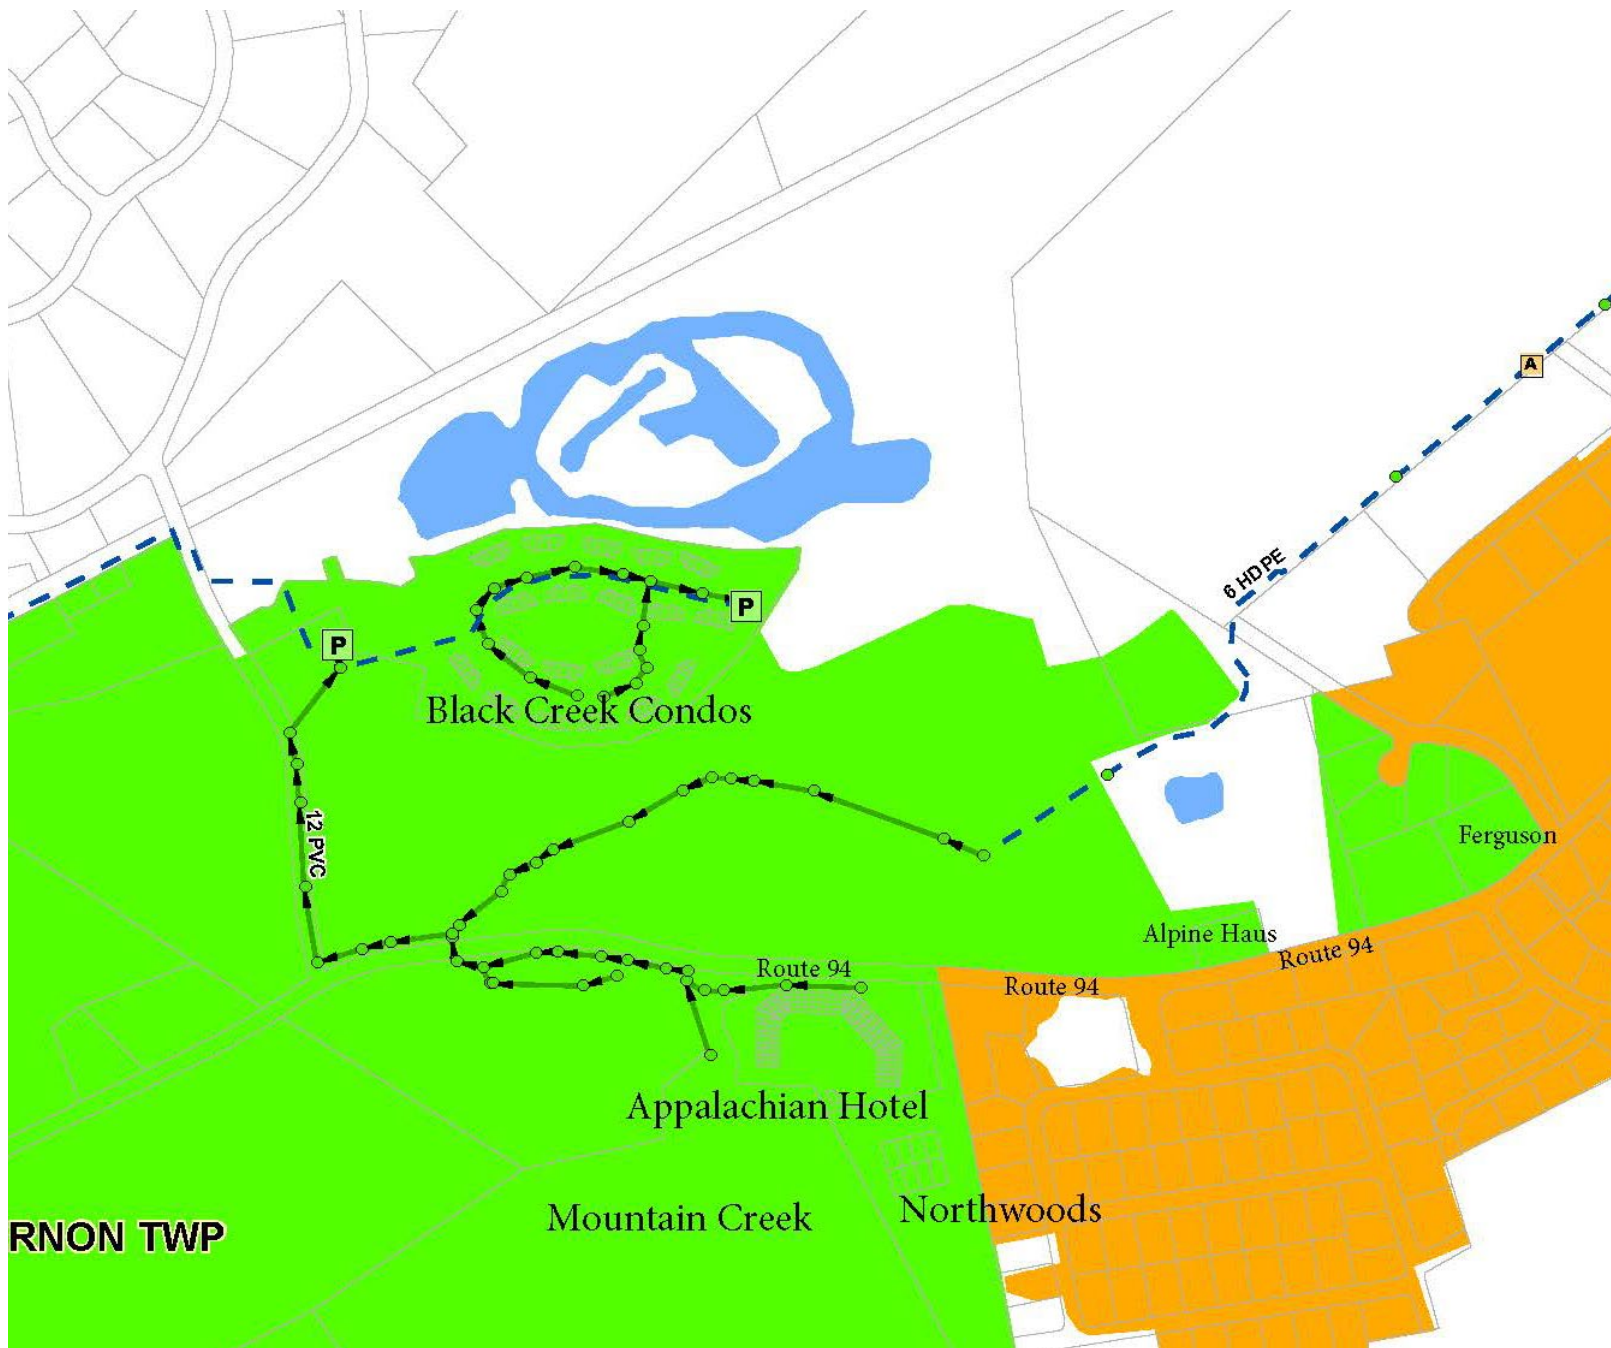 A
6 HDPE
P
P
Black Creek Condos
12 PVC
Ferguson
Alpine Haus
Route 94
Route 94
Route 94
Appalachian Hotel
Northwoods
Mountain Creek
RNON TWP